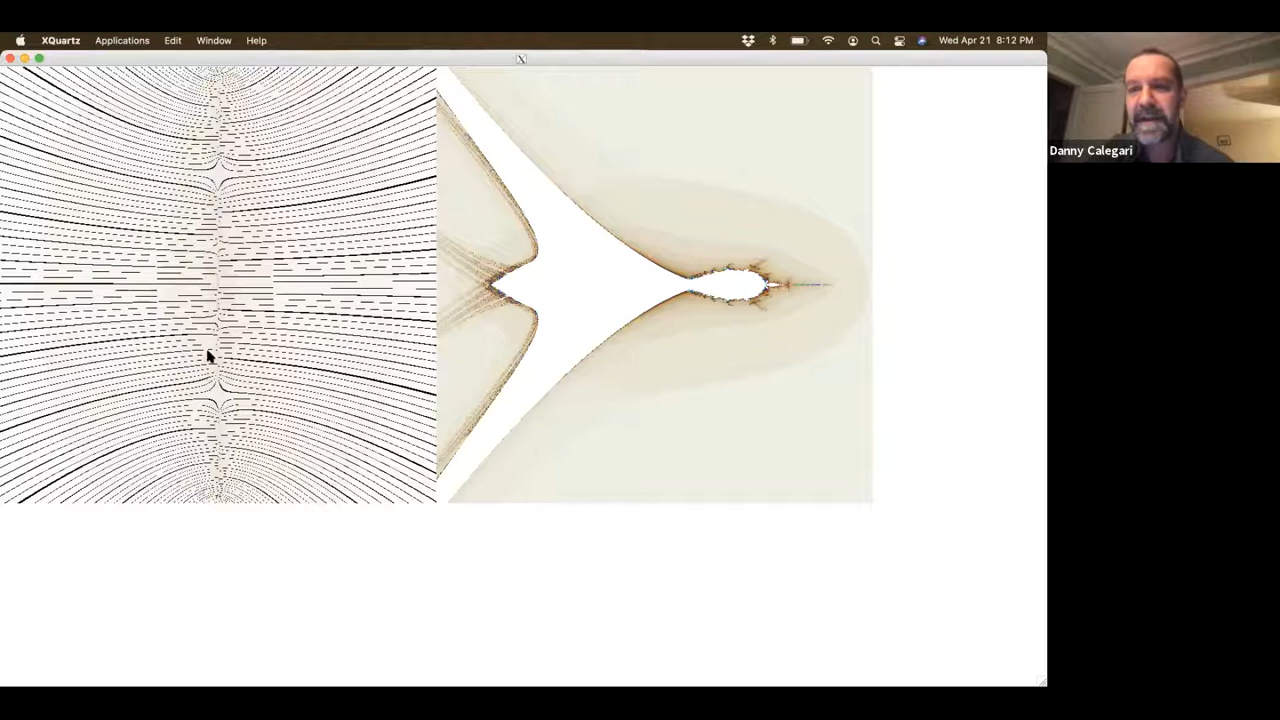 XQuartz Applications Edit Window Help Wed Apr 21 8:12 PM
X
Danny Calegari